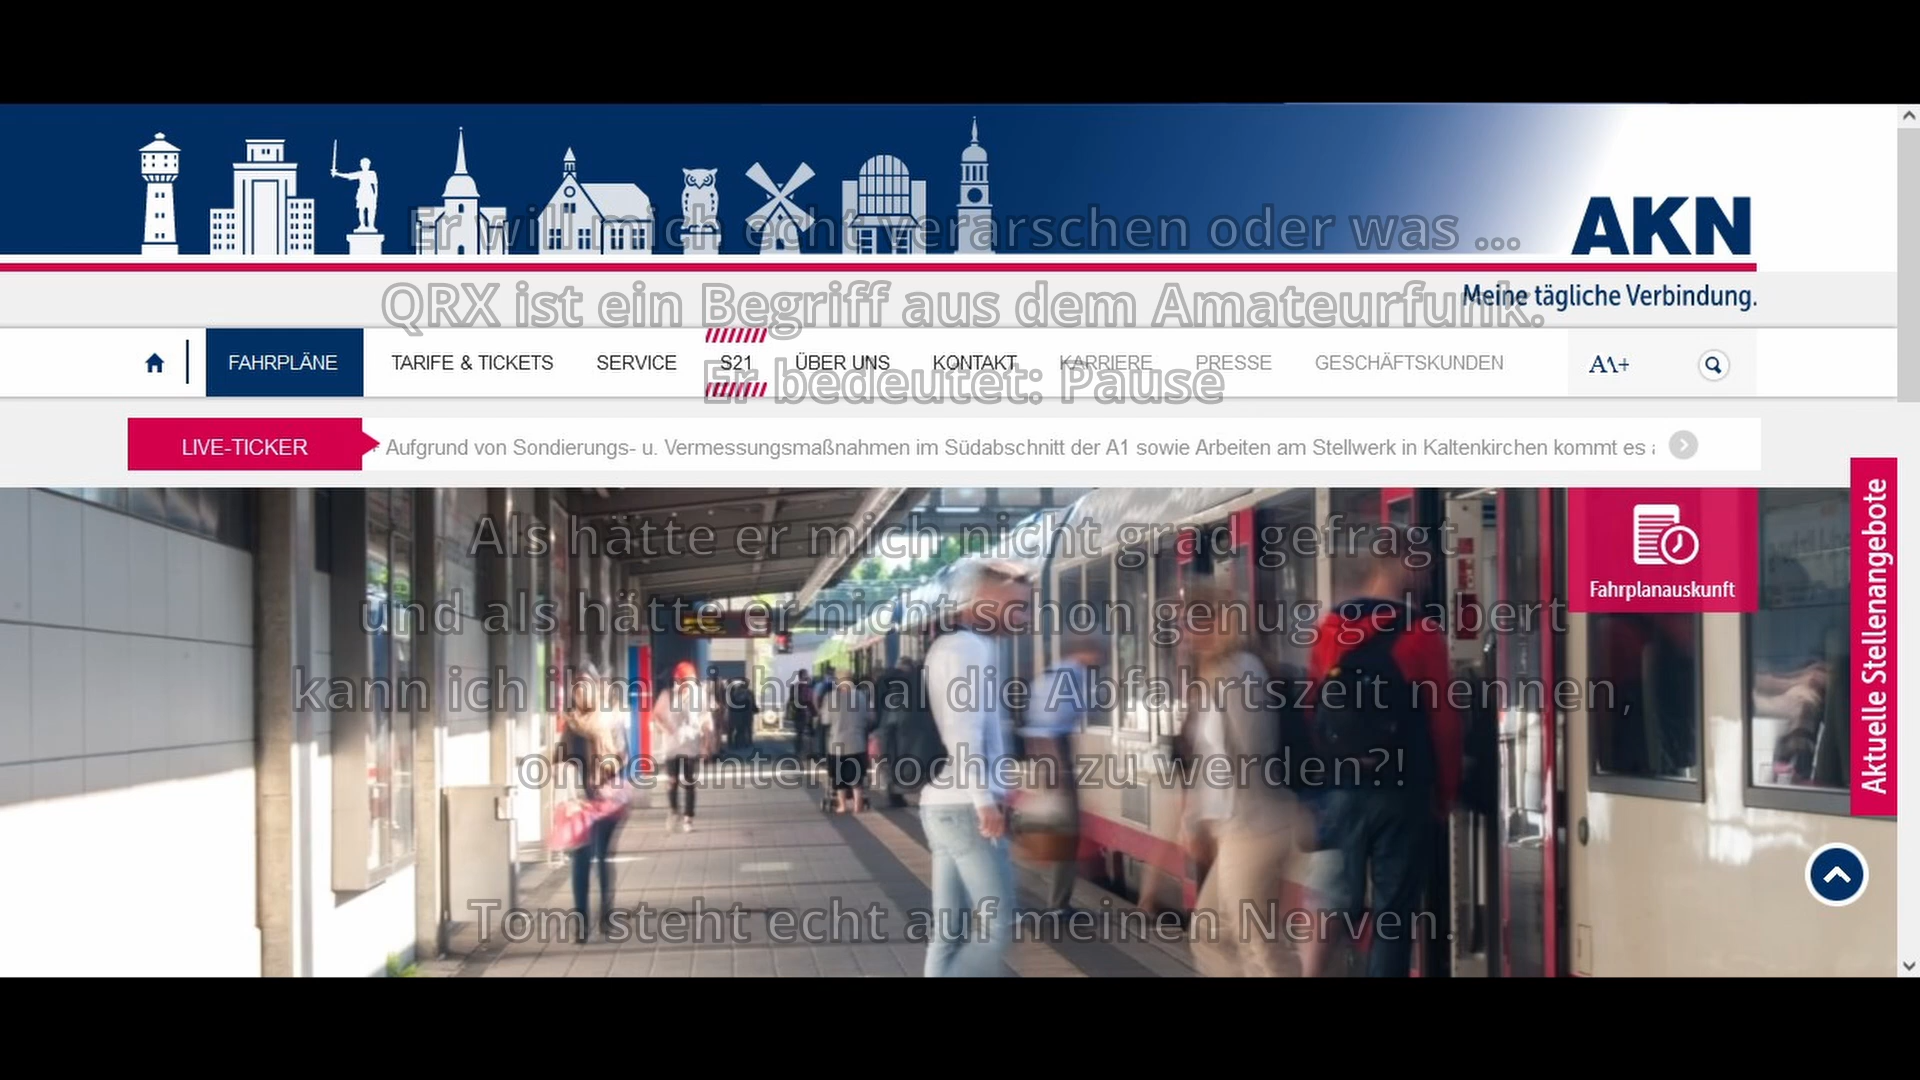 Er will mich echt verarschen oder was ...
AKN
QRX ist ein Begriff aus dem Amateurfunk.
Meine tägliche Verbindung.
FAHRPLÄNE TARIFE & TICKETS SERVICE S21 ÜBER UNS KONTAKT KARRIERE PRESSE GESCHÄFTSKUNDEN
Er bedeutet: Pause
LIVE-TICKER Aufgrund von Sondierungs- u. Vermessungsmaßnahmen im Südabschnitt der A1 sowie Arbeiten am Stellwerk in Kaltenkirchen kommt es
Fahrplanauskunft
Aktuelle Stellenangebote
Als hätte er mich nicht grad gefragt
und als hätte er nicht schon genug gelabert
kann ich ihm nicht mal die Abfahrtszeit nennen,
ohne unterbrochen zu werden?!
Tom steht echt auf meinen Nerven.